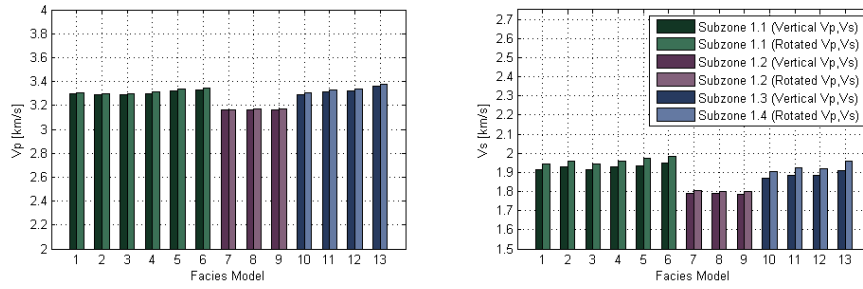 4
3.8
3.6
3.4
3.2
3
2.8
2.6
2.4
2.2
2
Vp [km/s]
1 2 3 4 5 6 7 8 9 10 11 12 13
Facies Model
2.7
2.6
2.5
2.4
2.3
2.2
2.1
2
1.9
1.8
1.7
1.6
1.5
Vs [km/s]
Subzone 1.1 (Vertical Vp,Vs)
Subzone 1.1 (Rotated Vp,Vs)
Subzone 1.2 (Vertical Vp,Vs)
Subzone 1.2 (Rotated Vp,Vs)
Subzone 1.3 (Vertical Vp,Vs)
Subzone 1.4 (Rotated Vp,Vs)
1 2 3 4 5 6 7 8 9 10 11 12 13
Facies Model